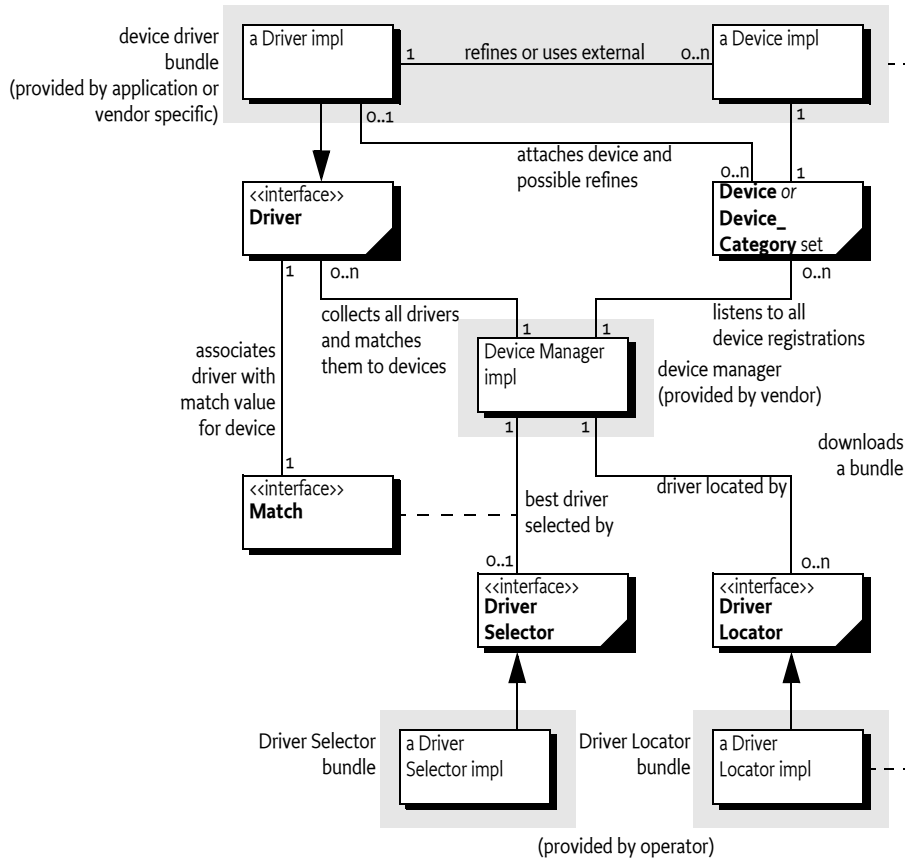 device driver
bundle
(provided by application or
vendor specific)
a Driver impl
1
refines or uses external
0..n
a Device impl
0..1
1
attaches device and
possible refines
0..n
1
<<interface>>
Driver
Device or
Device_
Category set
1
0..n
0..n
collects all drivers
and matches
them to devices
listens to all
device registrations
1
1
associates
driver with
match value
for device
Device Manager
impl
device manager
(provided by vendor)
1
1
downloads
a bundle
1
<<interface>>
Match
best driver
selected by
driver located by
0..1
0..n
<<interface>>
Driver
Selector
<<interface>>
Driver
Locator
Driver Selector
bundle
a Driver
Selector impl
Driver Locator
bundle
a Driver
Locator impl
(provided by operator)